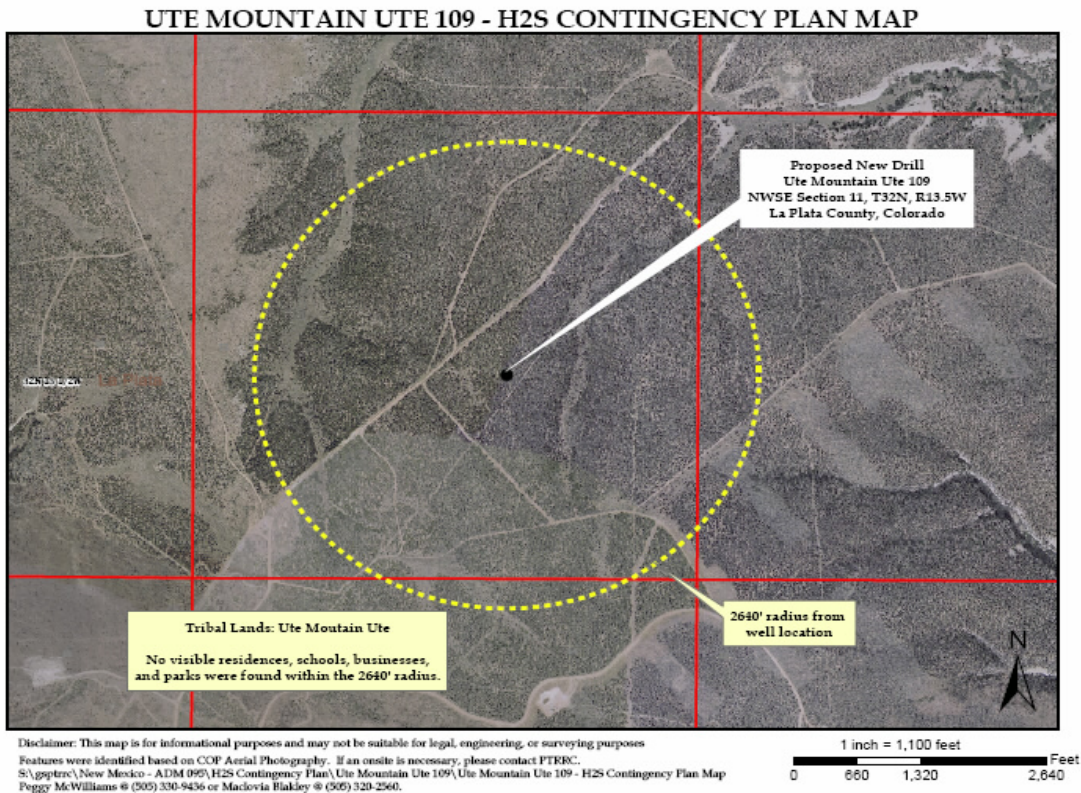 UTE MOUNTAIN UTE 109 - H2S CONTINGENCY PLAN MAP
Proposed New Drill
Ute Mountain Ute 109
NWSE Section 11, T32N, R13.5W
La Plata County, Colorado
La Plata
2640' radius from
well location
Tribal Lands: Ute Moutain Ute
No visible residences, schools, businesses,
and parks were found within the 2640' radius.
N
Disclaimer: This map is for informational purposes and may not be suitable for legal, engineering, or surveying purposes
Features were identified based on COP Aerial Photography. If an onsite is necessary, please contact PTRRC.
S:\gsptrrc\New Mexico - ADM 095\H2S Contingency Plan\Ute Mountain Ute 109\Ute Mountain Ute 109 - H2S Contingency Plan Map
Peggy McWilliams @ (505) 330-9436 or Maclovia Blakley @ (505) 320-2560.
1 inch = 1,100 feet
Feet
0 660 1,320 2,640